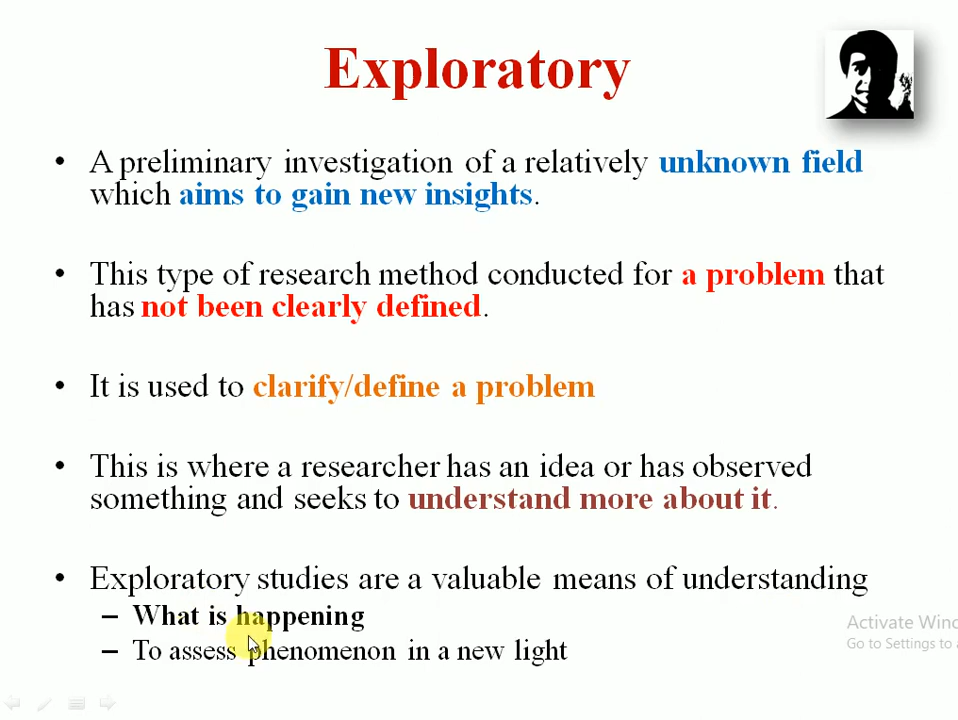 Exploratory
• A preliminary investigation of a relatively unknown field
which aims to gain new insights.
• This type of research method conducted for a problem that
has not been clearly defined.
• It is used to clarify/define a problem
• This is where a researcher has an idea or has observed
something and seeks to understand more about it.
• Exploratory studies are a valuable means of understanding
– What is happening
– To assess phenomenon in a new light
Activate Wind
Go to Settings to